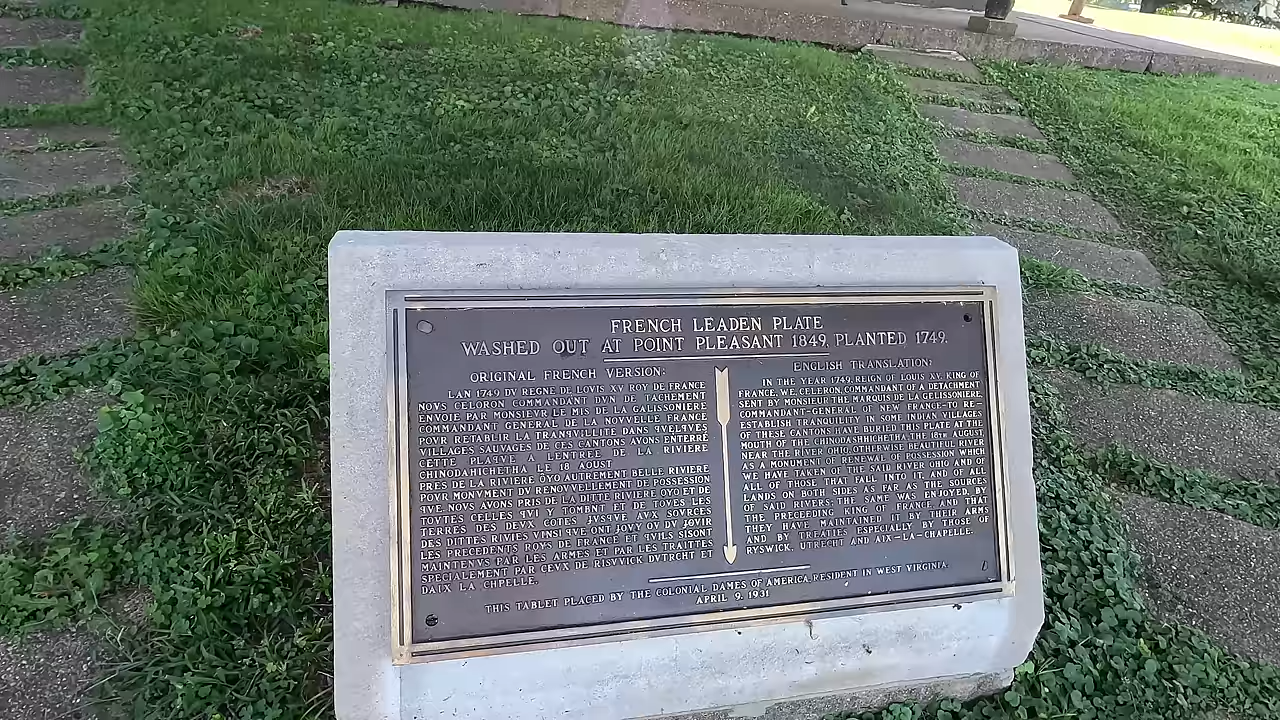 FRENCH LEADEN PLATE
WASHED OUT AT POINT PLEASANT 1849, PLANTED 1749.
ORIGINAL FRENCH VERSION:
LAN 1749 DV REGNE DE LOVIS XV ROY DE FRANCE
NOVS CELORON COMMANDANT DVN DE TACHEMENT
ENVOIE PAR MONSIEVR LE MIS DE LA GALISSONIERE
COMMANDANT GENERAL DE LA NOVVELLE FRANCE
POVR RETABLIR LA TRANQVILLITE DANS QVELQVES
VILLAGES SAUVAGES DE CES CANTONS AVONS ENTERRE
CETTE PLAQVE A LENTREE DE LA RIVIERE
CHINODAHICHETHA LE 18 AOUST
PRES DE LA RIVIERE OYO AUTREMENT BELLE RIVIERE
POVR MONVMENT DV RENOVVELLEMENT DE POSSESSION
QVE NOVS AVONS PRIS DE LA DITTE RIVIERE OYO ET DE
TOVTES CELLES QVI Y TOMBNT ET DE TOVES LES
TERRES DES DEVX COTES JVSQVE AVX SOVRCES
DES DITTES RIVIES VINSI QVE ONT JOVY OV DV JOVIR
LES PRECEDENTS ROYS DE FRANCE ET QVILS SISONT
MAINTENVS PAR LES ARMES ET PAR LES TRAITTES
SPECIALEMENT PAR CEVX DE RISVVICK DVTRCHT ET
DAIX LA CHPELLE.
ENGLISH TRANSLATION:
IN THE YEAR 1749, REIGN OF LOUIS XV, KING OF
FRANCE, WE, CELERON, COMMANDANT OF A DETACHMENT
SENT BY MONSIEUR THE MARQUIS DE LA GELISSONIERE,
COMMANDANT-GENERAL OF NEW FRANCE-TO RE-
ESTABLISH TRANQUILITY IN SOME INDIAN VILLAGES
OF THESE CANTONS HAVE BURIED THIS PLATE AT THE
MOUTH OF THE CHINODASHHICHETHA THE 18TH AUGUST
NEAR THE RIVER OHIO, OTHERWISE BEAUTIFUL RIVER
AS A MONUMENT OF RENEWAL OF POSSESSION WHICH
WE HAVE TAKEN OF THE SAID RIVER OHIO AND OF
ALL OF THOSE THAT FALL INTO IT, AND OF ALL
LANDS ON BOTH SIDES AS FAR AS THE SOURCES
OF SAID RIVERS THE SAME WAS ENJOYED, BY
THE PRECEDING KING OF FRANCE, AND THAT
THEY HAVE MAINTAINED IT BY THEIR ARMS
AND BY TREATIES ESPECIALLY BY THOSE OF
RYSWICK, UTRECHT AND AIX-LA-CHAPELLE.
THIS TABLET PLACED BY THE COLONIAL DAMES OF AMERICA, RESIDENT IN WEST VIRGINIA.
APRIL 9, 1931